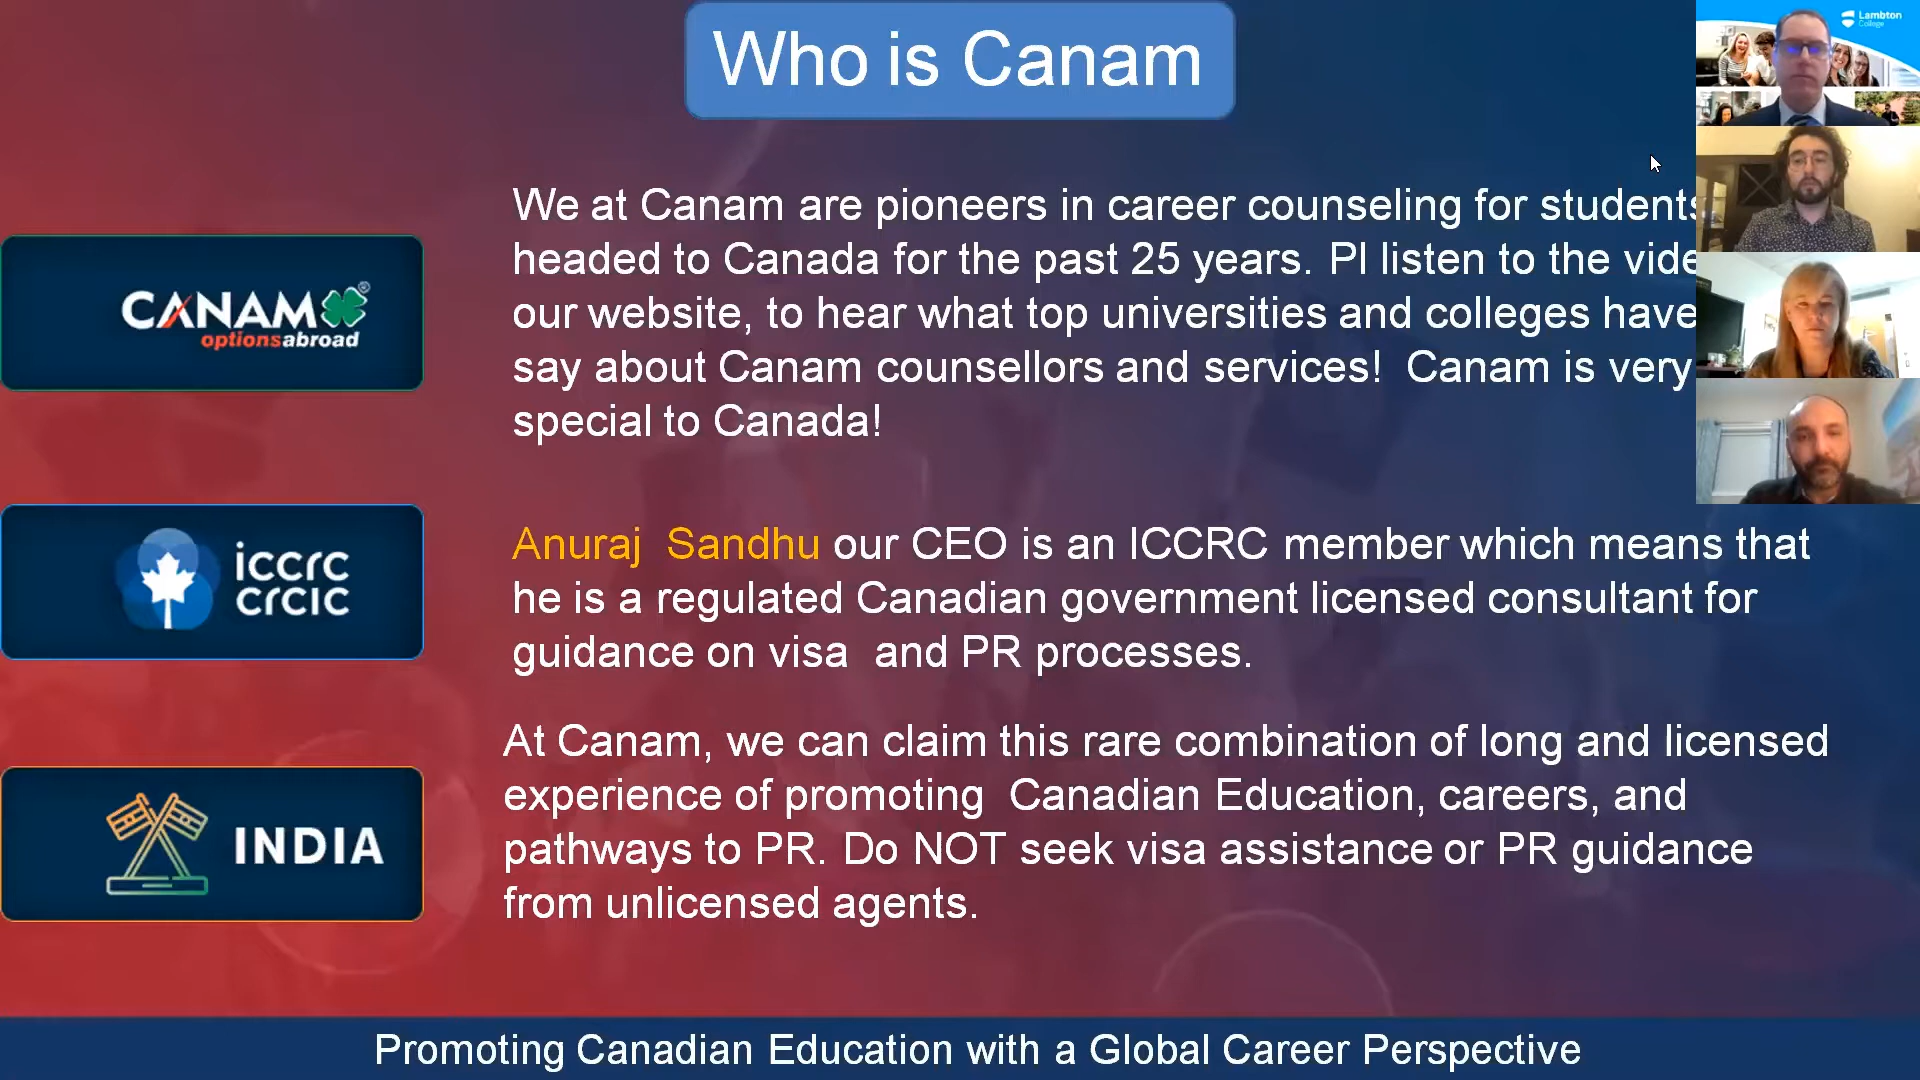 Who is Canam
Lambton
College
We at Canam are pioneers in career counseling for students
headed to Canada for the past 25 years. Pl listen to the
our website, to hear what top universities and colleges have
say about Canam counsellors and services! Canam is very
special to Canada!
CANAM
optionsabroad
Anuraj Sandhu our CEO is an ICCRC member which means that
he is a regulated Canadian government licensed consultant for
guidance on visa and PR processes.
iccrc
crcic
At Canam, we can claim this rare combination of long and licensed
experience of promoting Canadian Education, careers, and
pathways to PR. Do NOT seek visa assistance or PR guidance
from unlicensed agents.
INDIA
Promoting Canadian Education with a Global Career Perspective